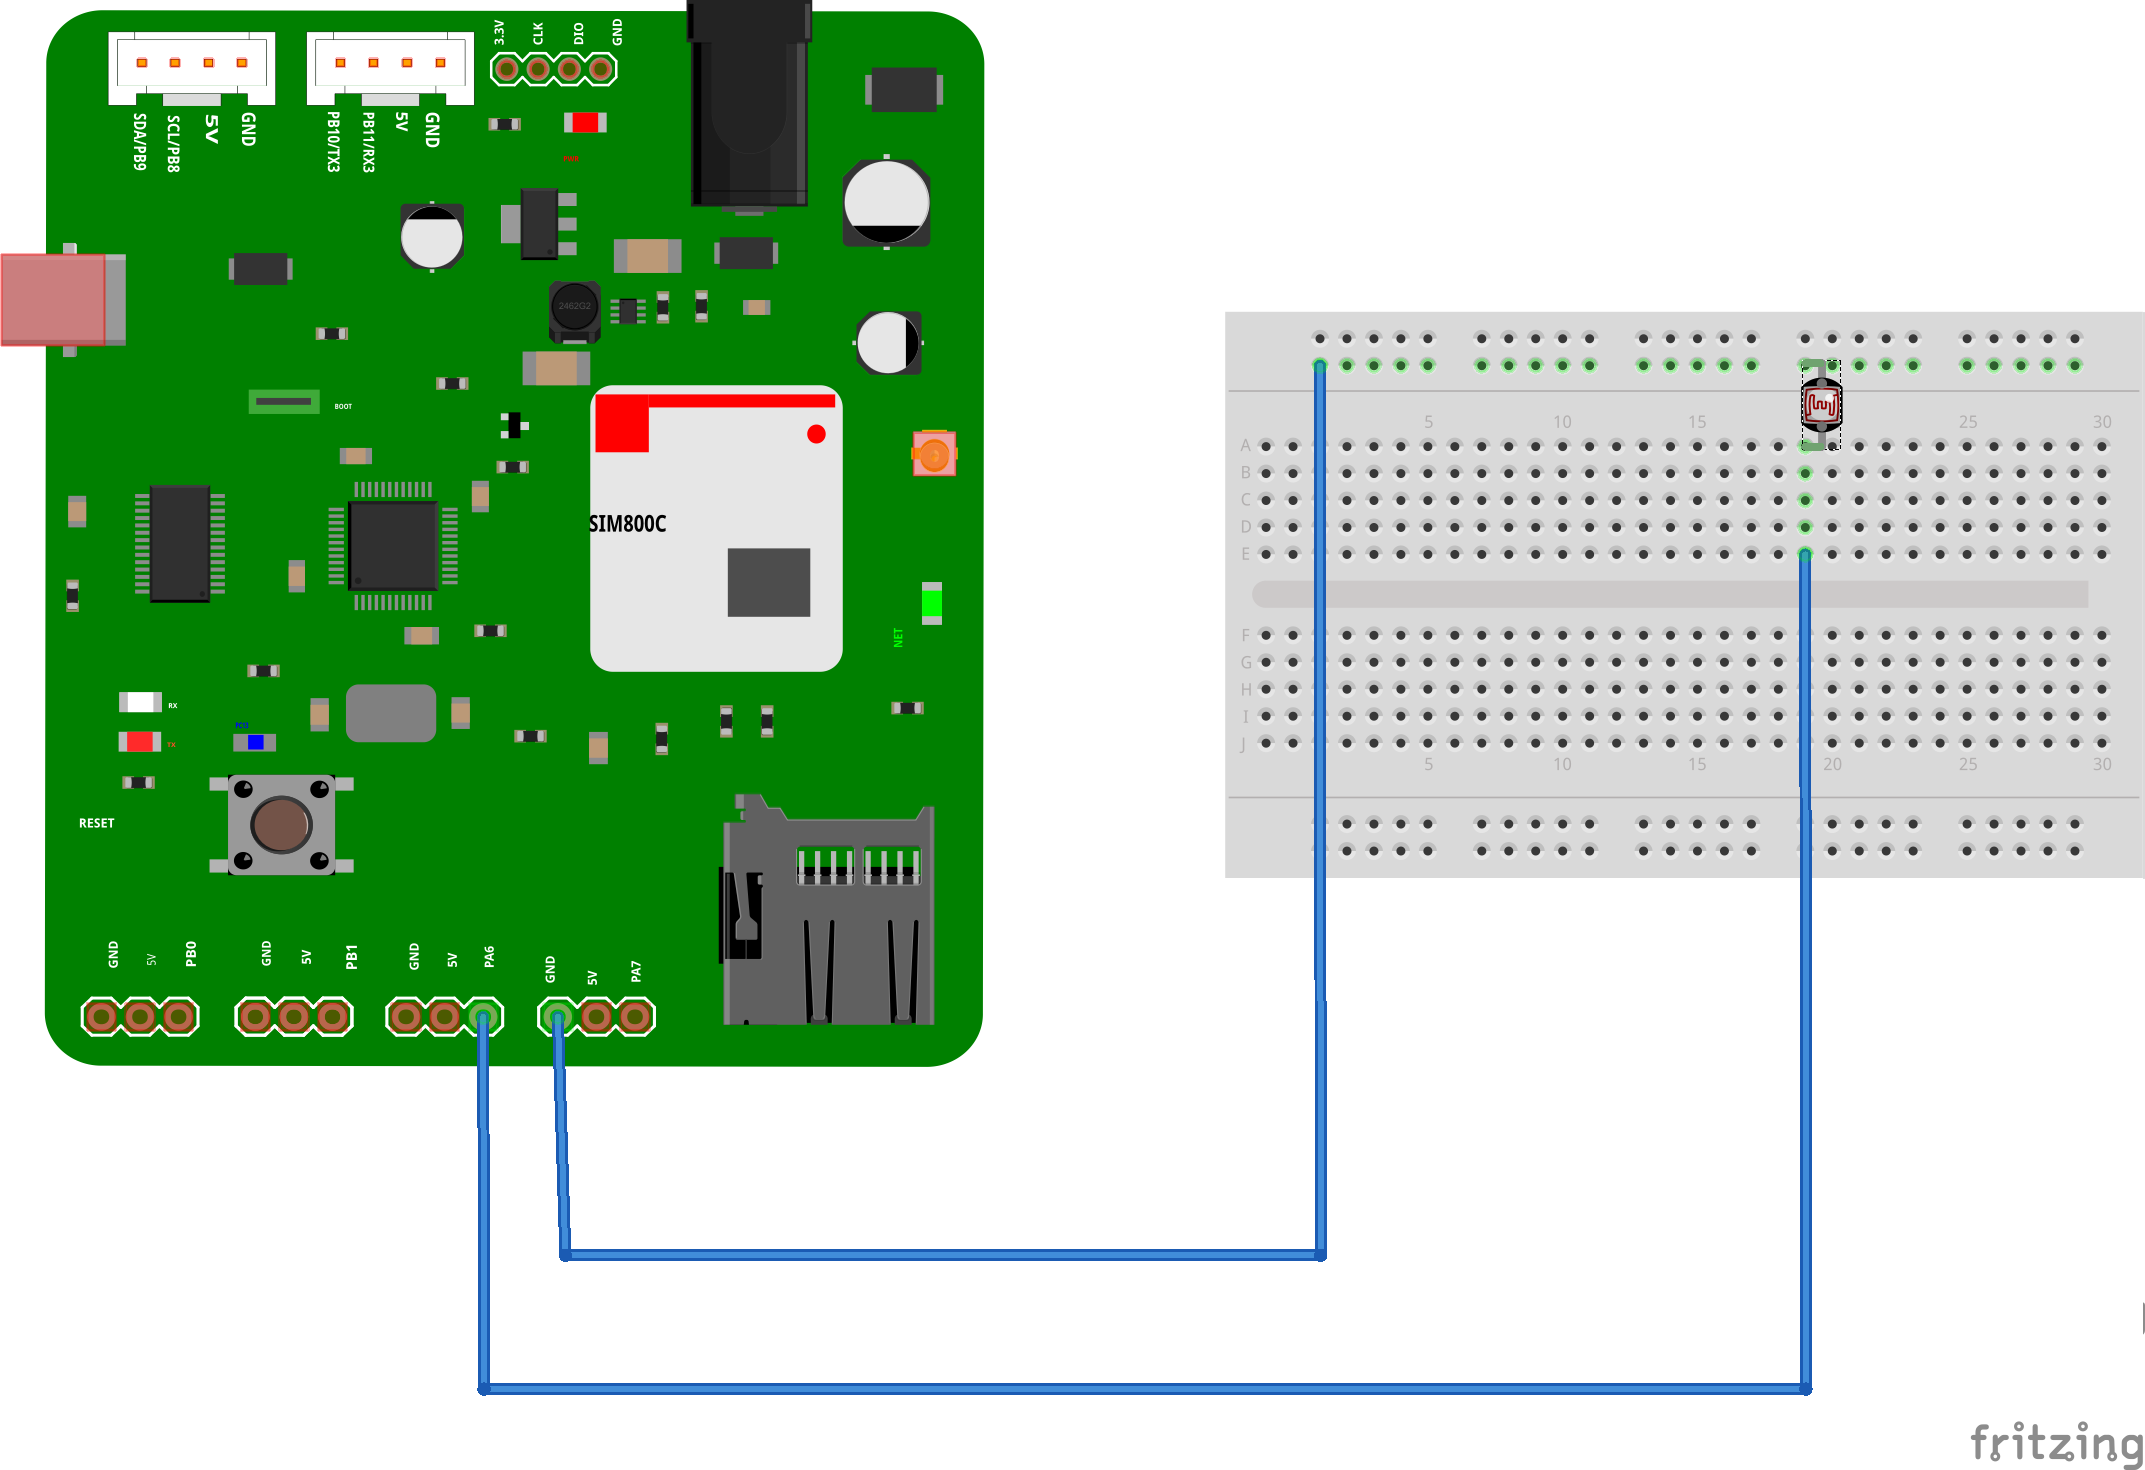 3.3V
CLK
DIO
GND
SDA/PB9
SCL/PB8
5V
GND
PB10/TX3
PB11/RX3
5V
GND
2462G2
BOOT
SIM800C
NET
RX
TX
RESET
GND
5V
PB0
GND
5V
PB1
GND
5V
PA6
GND
5V
PA7
5
10
15
25
30
A
B
C
D
E
F
G
H
I
J
5
10
15
20
25
30
fritzing